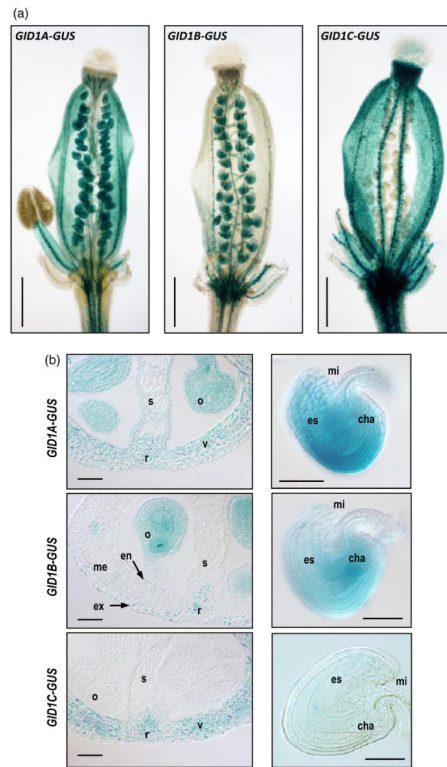 (a)
GID1A-GUS
GID1B-GUS
GID1C-GUS
(b)
GID1A-GUS
s
o
v
r
mi
es
cha
GID1B-GUS
o
en
me
s
ex
r
mi
es
cha
GID1C-GUS
s
o
r
v
es
mi
cha